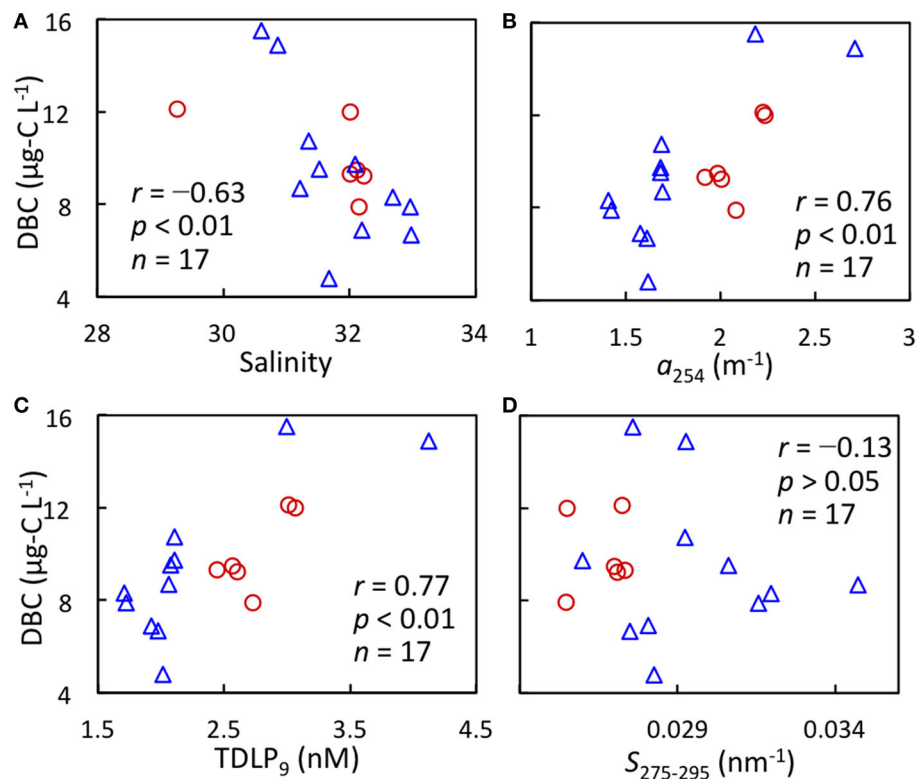 A
16
12
8
4
DBC (µg-C L-1)
r = −0.63
p < 0.01
n = 17
28 30 32 34
Salinity
B
r = 0.76
p < 0.01
n = 17
1 1.5 2 2.5 3
a254 (m-1)
C
16
12
8
4
DBC (µg-C L-1)
r = 0.77
p < 0.01
n = 17
1.5 2.5 3.5 4.5
TDLP9 (nM)
D
r = −0.13
p > 0.05
n = 17
0.029 0.034
S275-295 (nm-1)